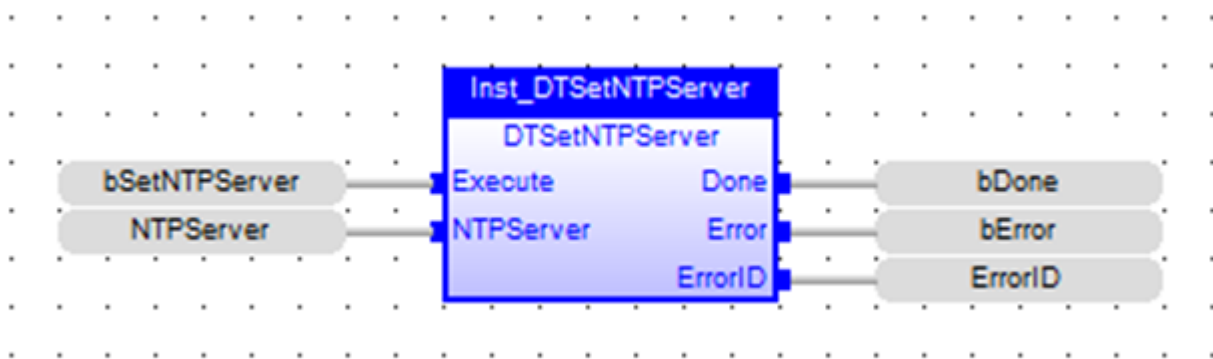 Inst_DTSetNTPServer
DTSetNTPServer
bSetNTPServer Execute Done bDone
NTPServer NTPServer Error bError
ErrorID ErrorID